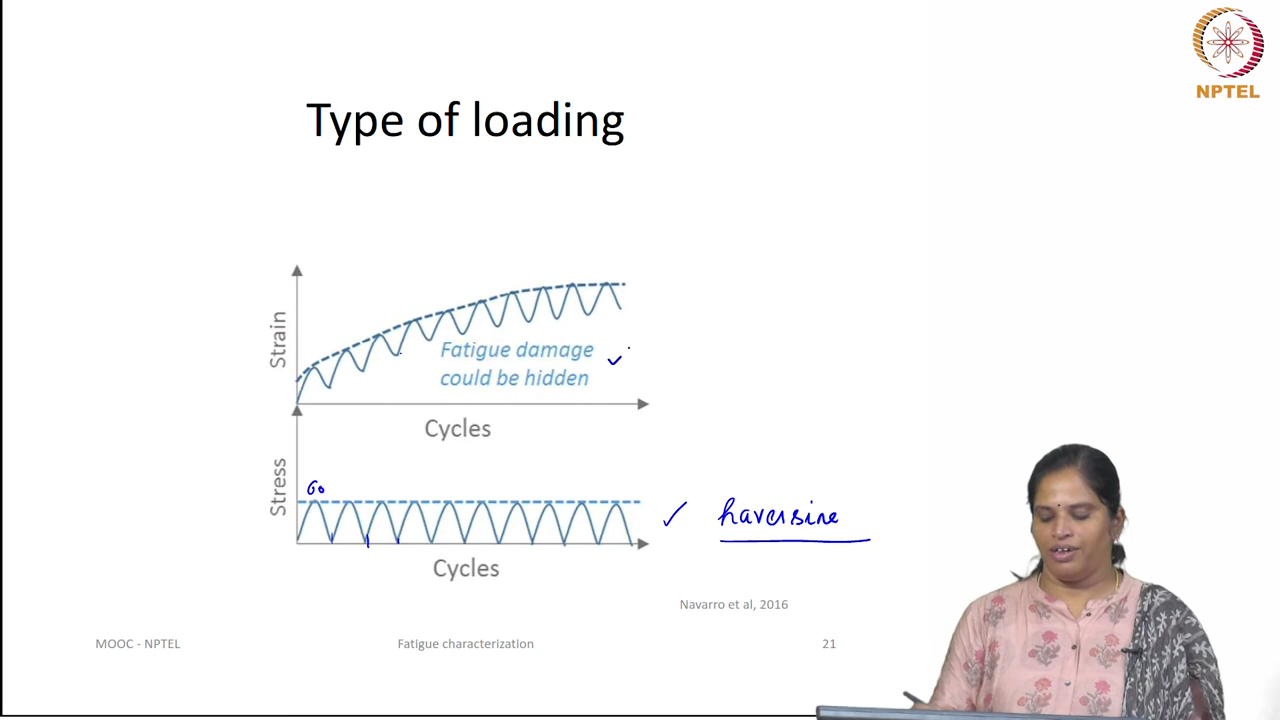 NPTEL
Type of loading
Strain
Fatigue damage
could be hidden
Cycles
Stress
σ₀
haversine
Cycles
Navarro et al, 2016
MOOC - NPTEL
Fatigue characterization
21